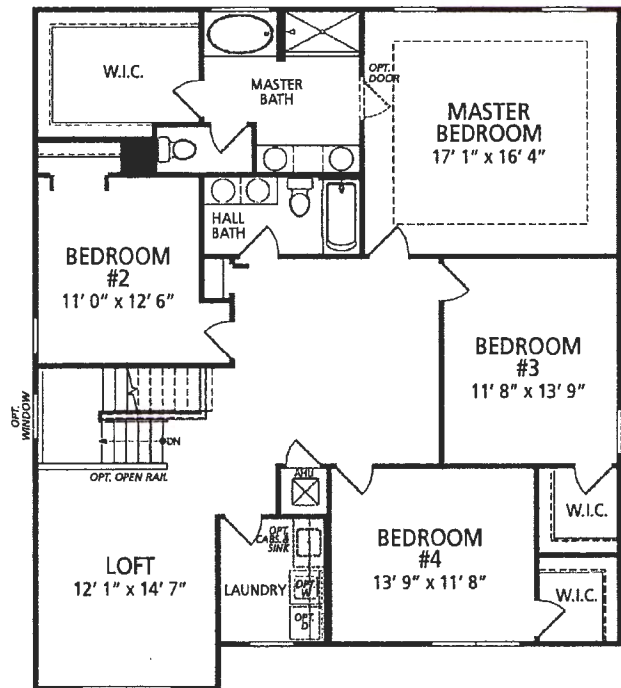 W.I.C.
MASTER
BATH
OPT.
DOOR
MASTER
BEDROOM
17' 1" x 16' 4"
HALL
BATH
BEDROOM
#2
11' 0" x 12' 6"
BEDROOM
#3
11' 8" x 13' 9"
OPT.
WINDOW
DN
OPT. OPEN RAIL
AHU
W.I.C.
LOFT
12' 1" x 14' 7"
OPT.
CABS &
SINK
LAUNDRY
OPT.
W
OPT.
D
BEDROOM
#4
13' 9" x 11' 8"
W.I.C.